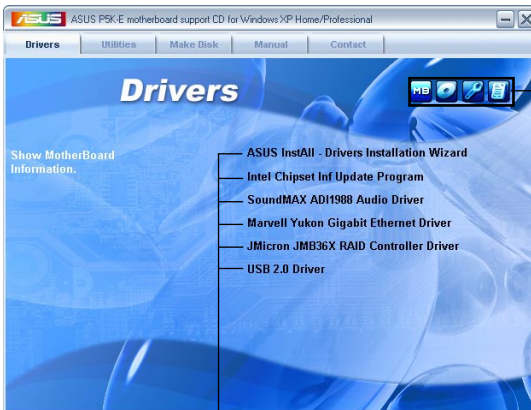 ASUS ASUS P5K-E motherboard support CD for Windows XP Home/Professional
Drivers Utilities Make Disk Manual Contact
Drivers
MB
Show MotherBoard
Information.
ASUS InstAll - Drivers Installation Wizard
Intel Chipset Inf Update Program
SoundMAX ADI1988 Audio Driver
Marvell Yukon Gigabit Ethernet Driver
JMicron JMB36X RAID Controller Driver
USB 2.0 Driver